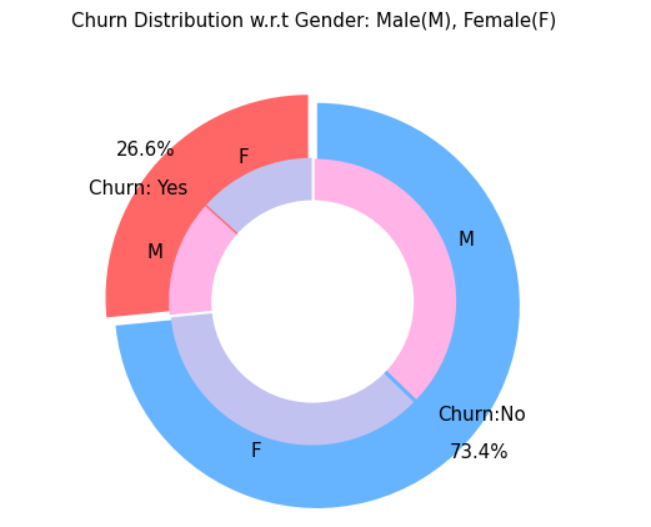 Churn Distribution w.r.t Gender: Male(M), Female(F)
26.6%
F
Churn: Yes
M
M
Churn:No
F
73.4%